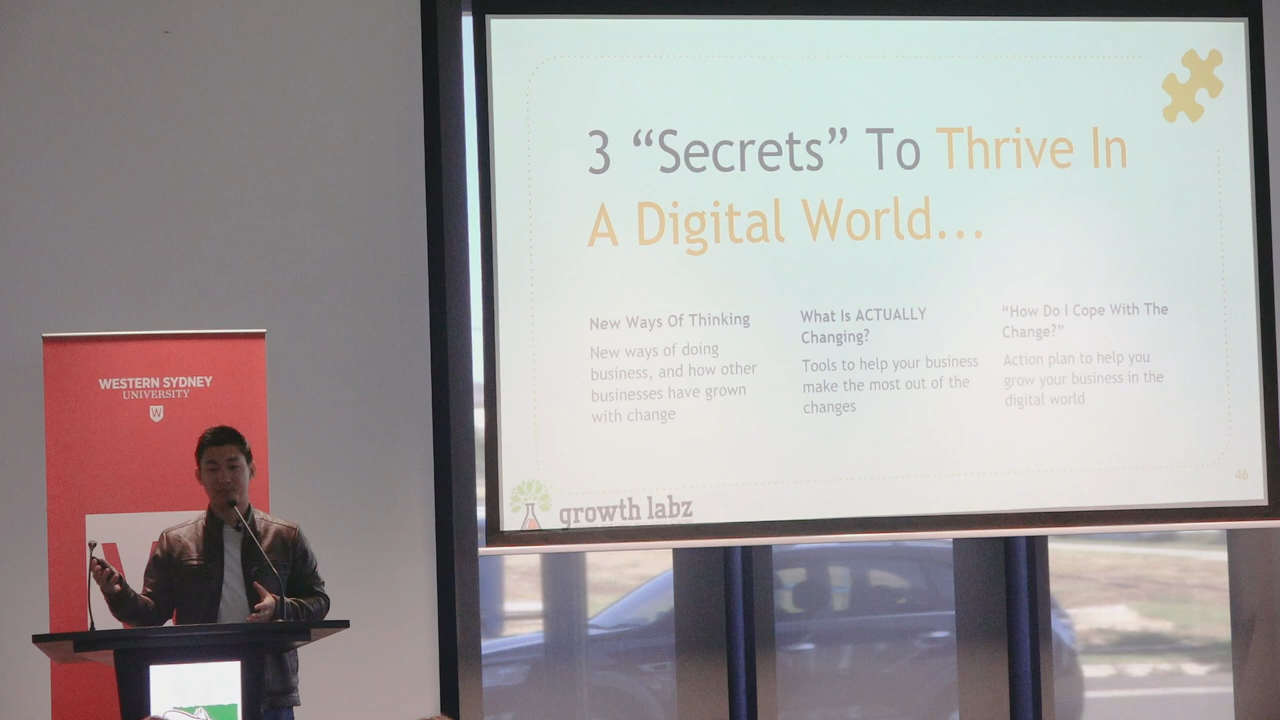 3 “Secrets” To Thrive In
A Digital World...
New Ways Of Thinking
New ways of doing
business, and how other
businesses have grown
with change
What Is ACTUALLY
Changing?
Tools to help your business
make the most out of the
changes
“How Do I Cope With The
Change?”
Action plan to help you
grow your business in the
digital world
46
growth labz
WESTERN SYDNEY
UNIVERSITY
W